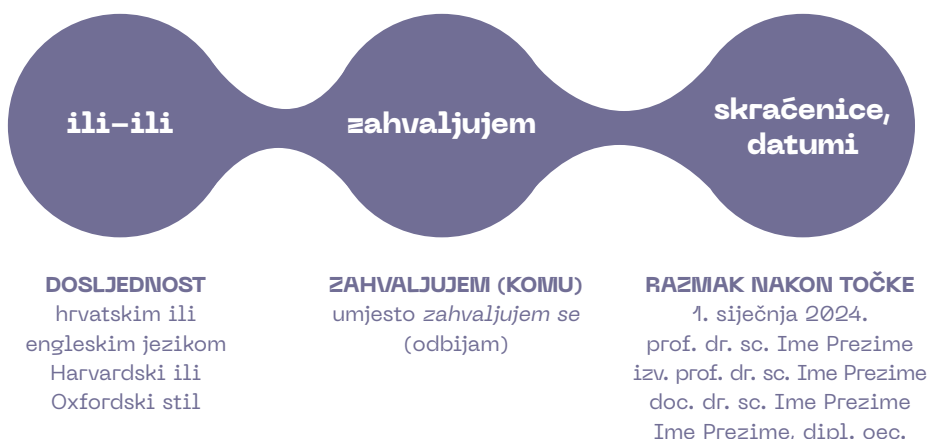 ili–ili
zahvaljujem
skraćenice,
datumi
DOSLJEDNOST
hrvatskim ili
engleskim jezikom
Harvardski ili
Oxfordski stil
ZAHVALJUJEM (KOMU)
umjesto zahvaljujem se
(odbijam)
RAZMAK NAKON TOČKE
1. siječnja 2024.
prof. dr. sc. Ime Prezime
izv. prof. dr. sc. Ime Prezime
doc. dr. sc. Ime Prezime
Ime Prezime, dipl. oec.